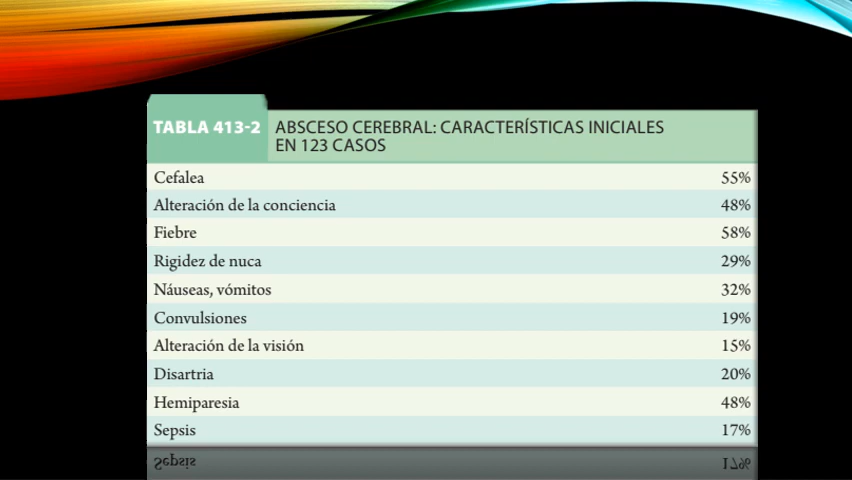 TABLA 413-2
ABSCESO CEREBRAL: CARACTERÍSTICAS INICIALES
EN 123 CASOS
Cefalea 55%
Alteración de la conciencia 48%
Fiebre 58%
Rigidez de nuca 29%
Náuseas, vómitos 32%
Convulsiones 19%
Alteración de la visión 15%
Disartria 20%
Hemiparesia 48%
Sepsis 17%